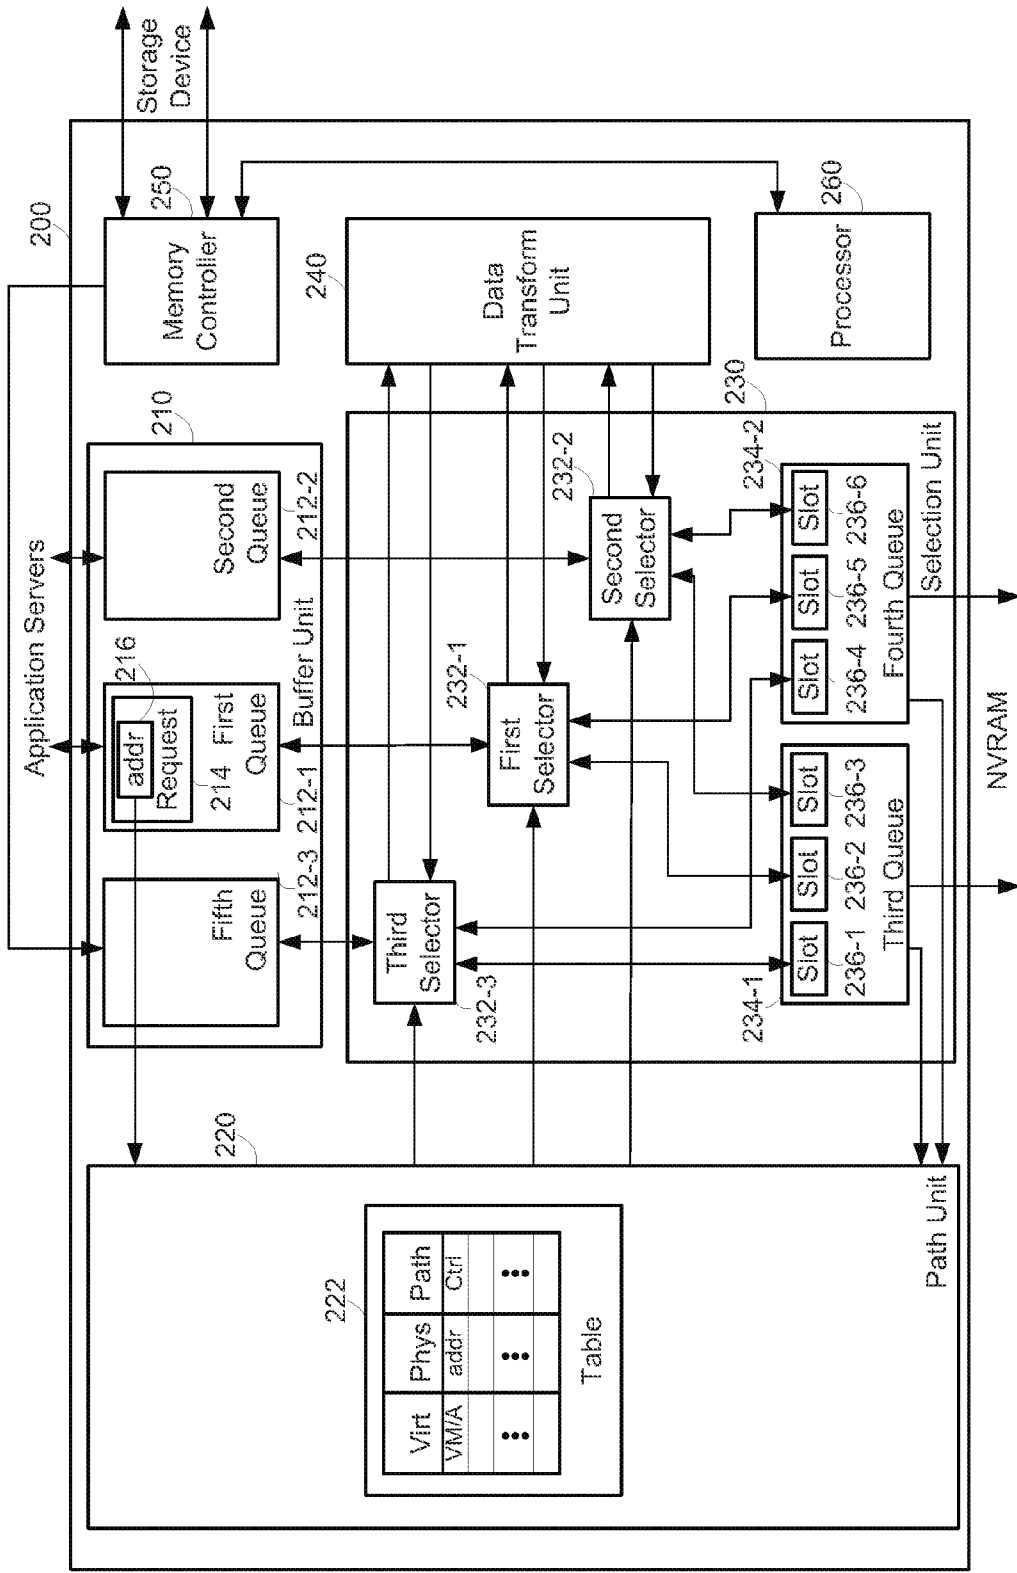 Application Servers
Storage
Device
200
Fifth
Queue
212-3
addr
216
Request
214
First
Queue
212-1
Second
Queue
212-2
Buffer Unit
210
Memory
Controller
250
220
222
Virt
Phys
Path
VM/A
addr
Ctrl
•••
•••
•••
Table
Path Unit
Third
Selector
232-3
First
Selector
232-1
Second
Selector
232-2
Data
Transform
Unit
240
234-1
Slot
Slot
Slot
236-1
236-2
236-3
Third Queue
234-2
Slot
Slot
Slot
236-4
236-5
236-6
Fourth Queue
Selection Unit
230
Processor
260
NVRAM